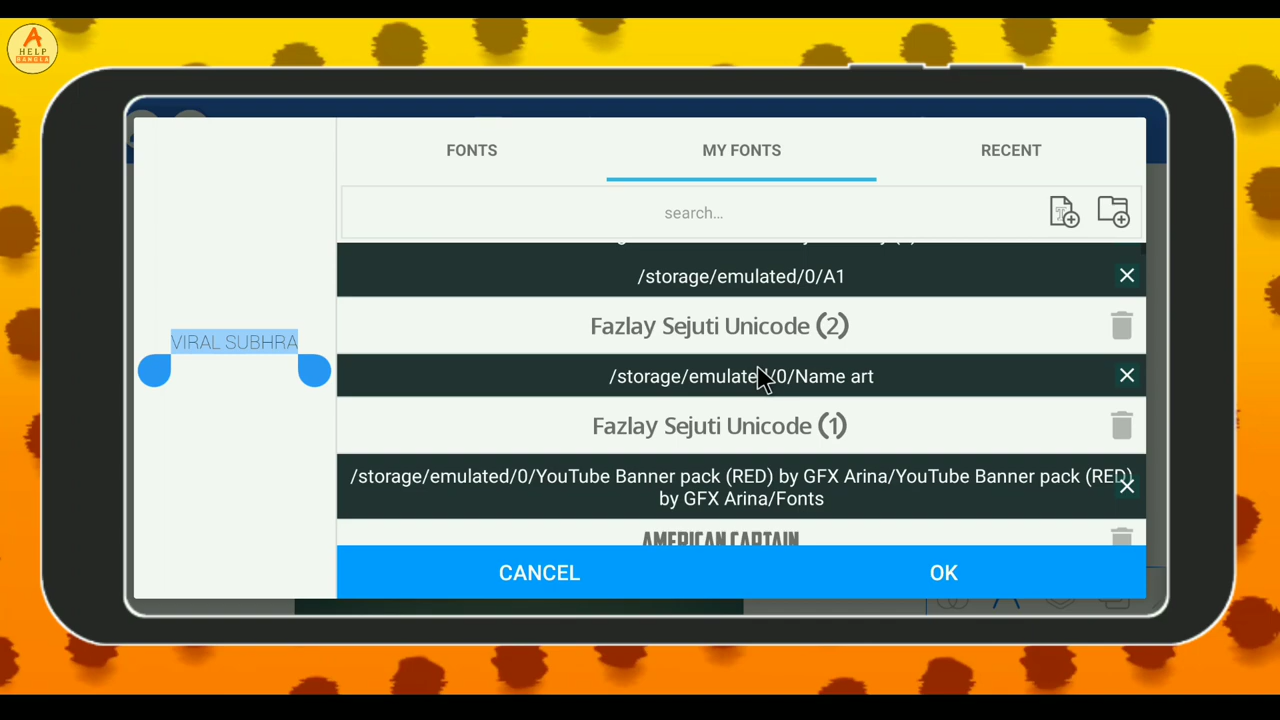 A
HELP
BANGLA
FONTS
MY FONTS
RECENT
search...
/storage/emulated/0/A1
Fazlay Sejuti Unicode (2)
VIRAL SUBHRA
/storage/emulated/0/Name art
Fazlay Sejuti Unicode (1)
/storage/emulated/0/YouTube Banner pack (RED) by GFX Arina/YouTube Banner pack (RED)
by GFX Arina/Fonts
AMERICAN CAPTAIN
CANCEL
OK